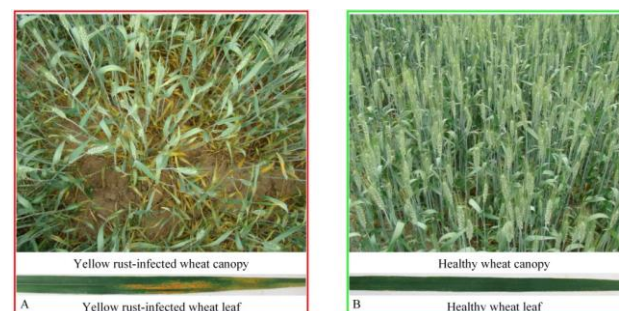 Yellow rust-infected wheat canopy
A
Yellow rust-infected wheat leaf
Healthy wheat canopy
B
Healthy wheat leaf